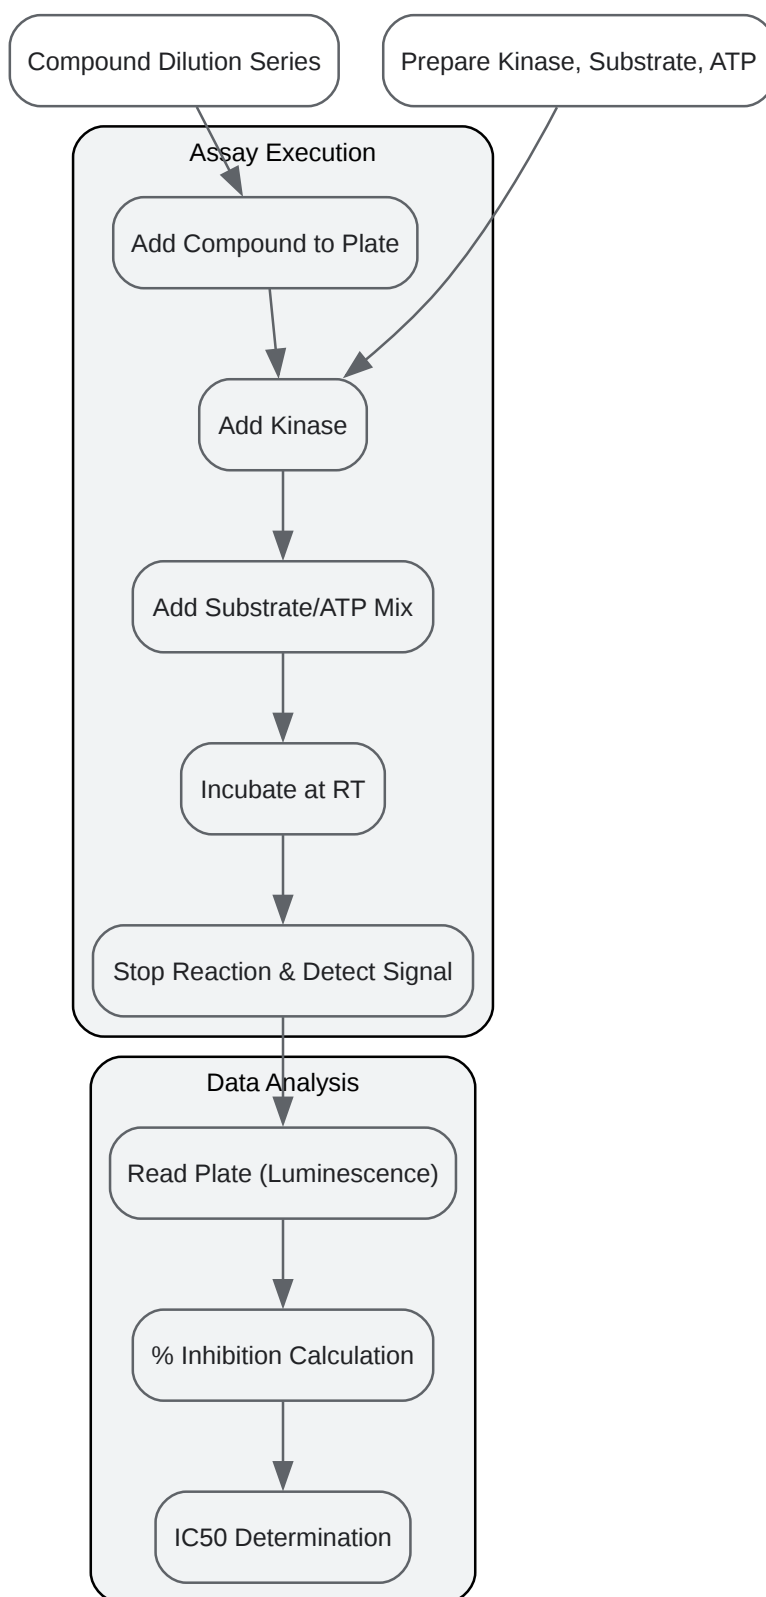 Compound Dilution Series
Prepare Kinase, Substrate, ATP
Assay Execution
Add Compound to Plate
Add Kinase
Add Substrate/ATP Mix
Incubate at RT
Stop Reaction & Detect Signal
Data Analysis
Read Plate (Luminescence)
% Inhibition Calculation
IC50 Determination